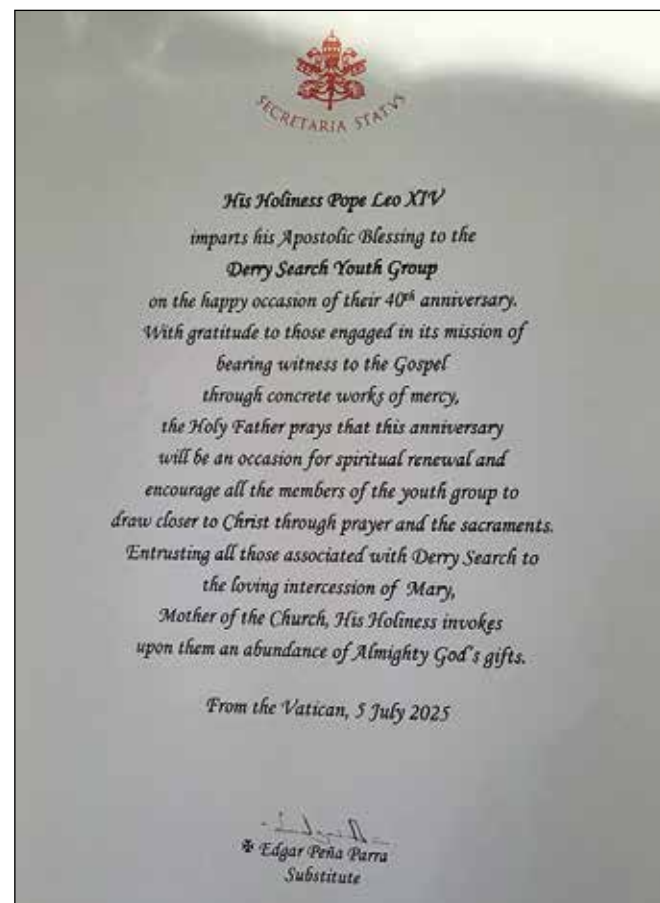 SECRETARIA STATVS
His Holiness Pope Leo XIV
imparts his Apostolic Blessing to the
Derry Search Youth Group
on the happy occasion of their 40th anniversary.
With gratitude to those engaged in its mission of
bearing witness to the Gospel
through concrete works of mercy,
the Holy Father prays that this anniversary
will be an occasion for spiritual renewal and
encourage all the members of the youth group to
draw closer to Christ through prayer and the sacraments.
Entrusting all those associated with Derry Search to
the loving intercession of Mary,
Mother of the Church, His Holiness invokes
upon them an abundance of Almighty God's gifts.
From the Vatican, 5 July 2025
✠ Edgar Peña Parra
Substitute